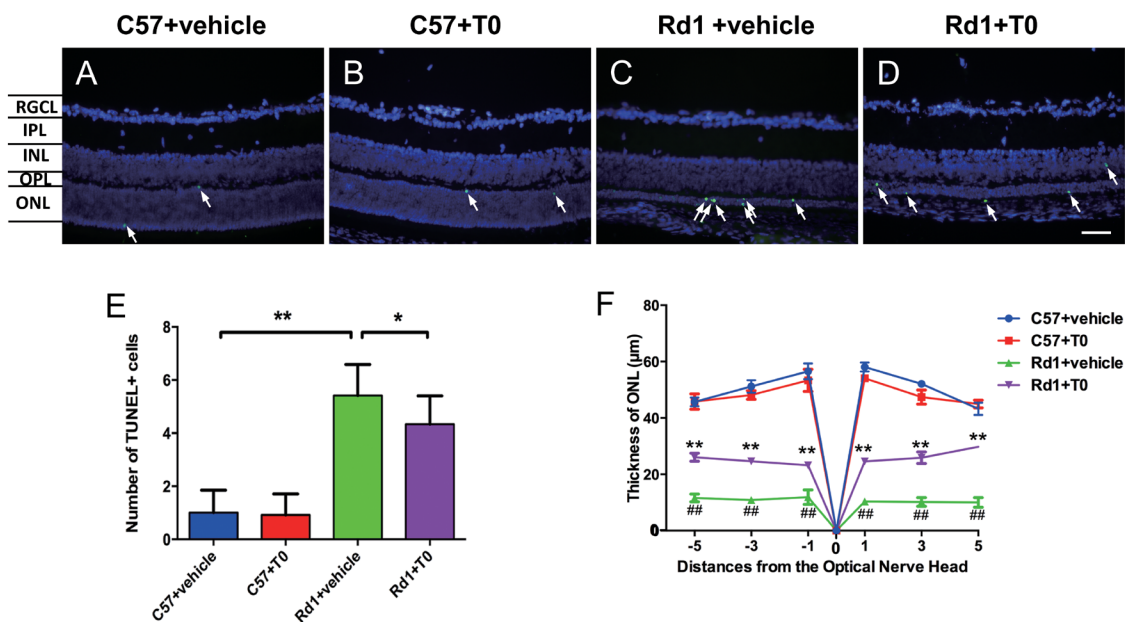 C57+vehicle C57+T0 Rd1 +vehicle Rd1+T0
A B C D
RGCL
IPL
INL
OPL
ONL
E
Number of TUNEL+ cells
8
6
4
2
0
** *
C57+vehicle C57+T0 Rd1+vehicle Rd1+T0
F
Thickness of ONL (μm)
80
60
40
20
0
C57+vehicle
C57+T0
Rd1+vehicle
Rd1+T0
** ** ** ** ** **
## ## ## ## ## ##
-5 -3 -1 0 1 3 5
Distances from the Optical Nerve Head